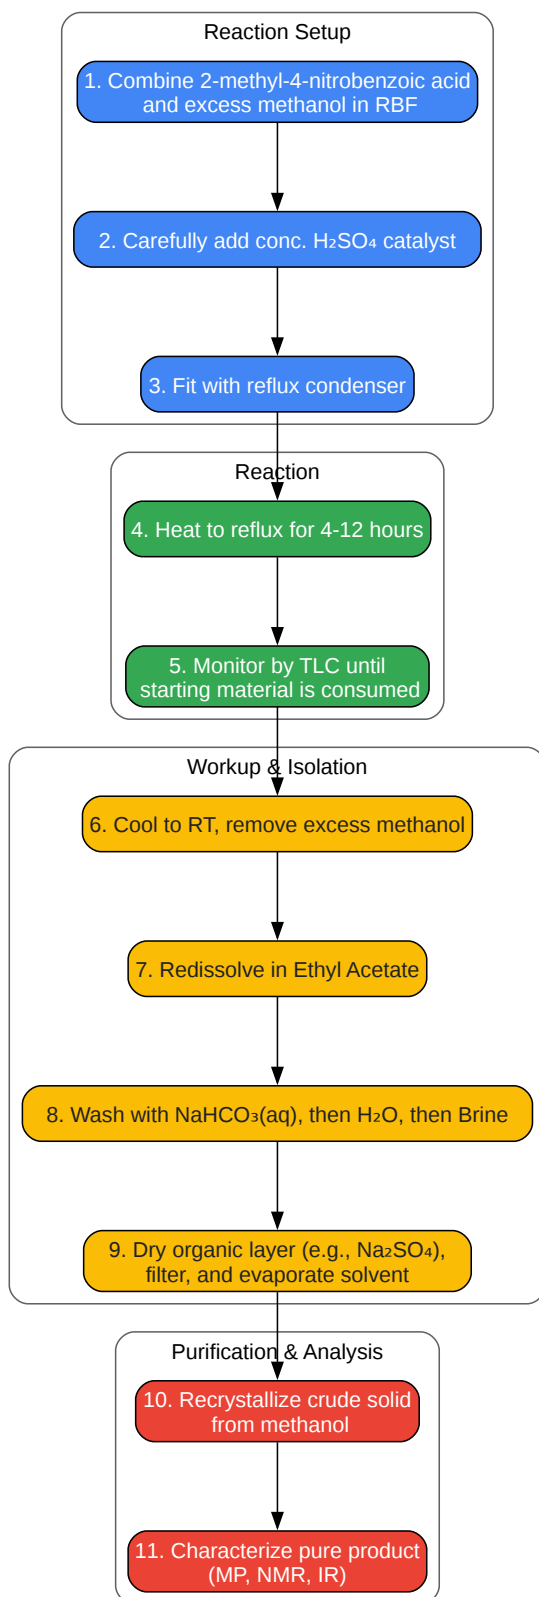 Reaction Setup
1. Combine 2-methyl-4-nitrobenzoic acid
and excess methanol in RBF
2. Carefully add conc. H₂SO₄ catalyst
3. Fit with reflux condenser
Reaction
4. Heat to reflux for 4-12 hours
5. Monitor by TLC until
starting material is consumed
Workup & Isolation
6. Cool to RT, remove excess methanol
7. Redissolve in Ethyl Acetate
8. Wash with NaHCO₃(aq), then H₂O, then Brine
9. Dry organic layer (e.g., Na₂SO₄),
filter, and evaporate solvent
Purification & Analysis
10. Recrystallize crude solid
from methanol
11. Characterize pure product
(MP, NMR, IR)